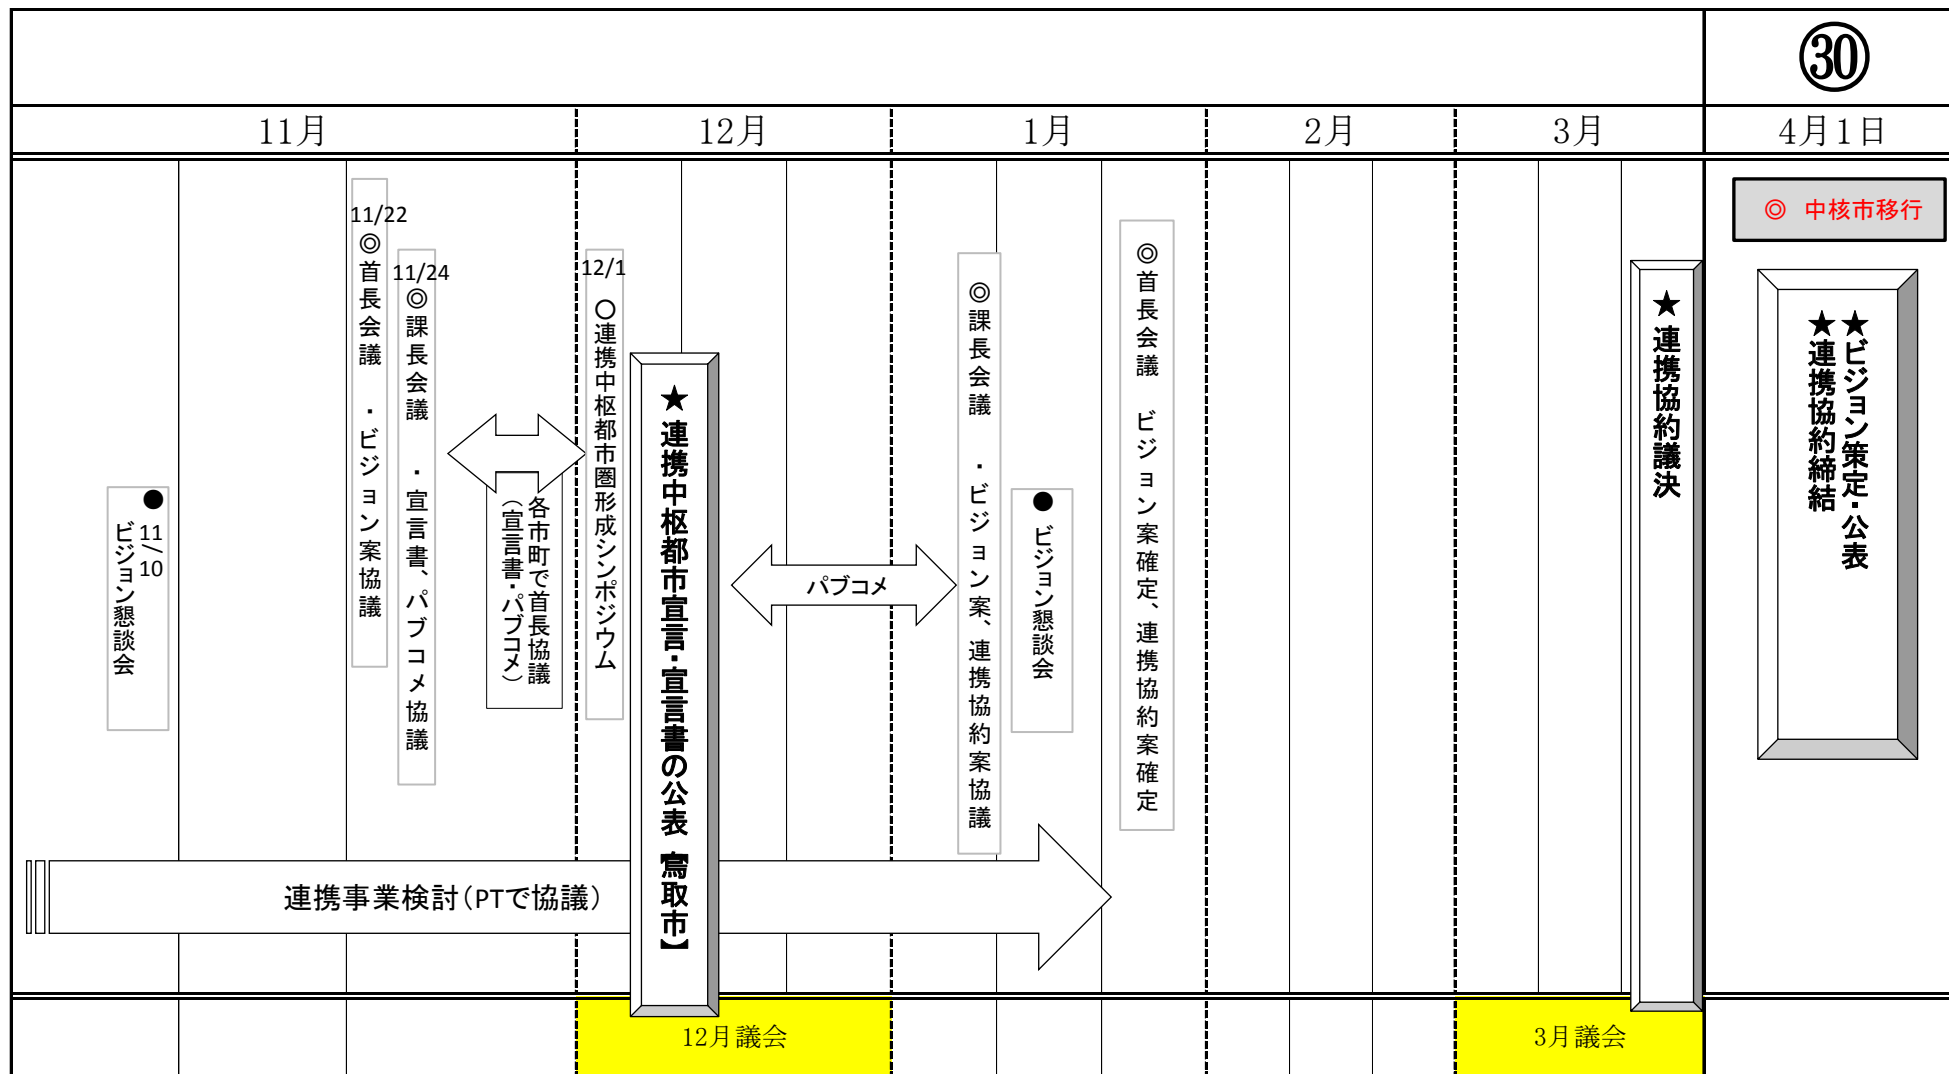 ㉚
11月
12月
1月
2月
3月
4月1日
●
11/10
ビジョン懇談会
11/22
◎首長会議 ・ビジョン案協議
11/24
◎課長会議 ・宣言書、パブコメ協議
各市町で首長協議
（宣言書・パブコメ）
12/1
○連携中枢都市圏形成シンポジウム
★連携中枢都市宣言・宣言書の公表【鳥取市】
パブコメ
◎課長会議 ・ビジョン案、連携協約案協議
● ビジョン懇談会
◎首長会議 ビジョン案確定、連携協約案確定
★連携協約議決
◎ 中核市移行
★ビジョン策定・公表
★連携協約締結
連携事業検討（PTで協議）
12月議会
3月議会